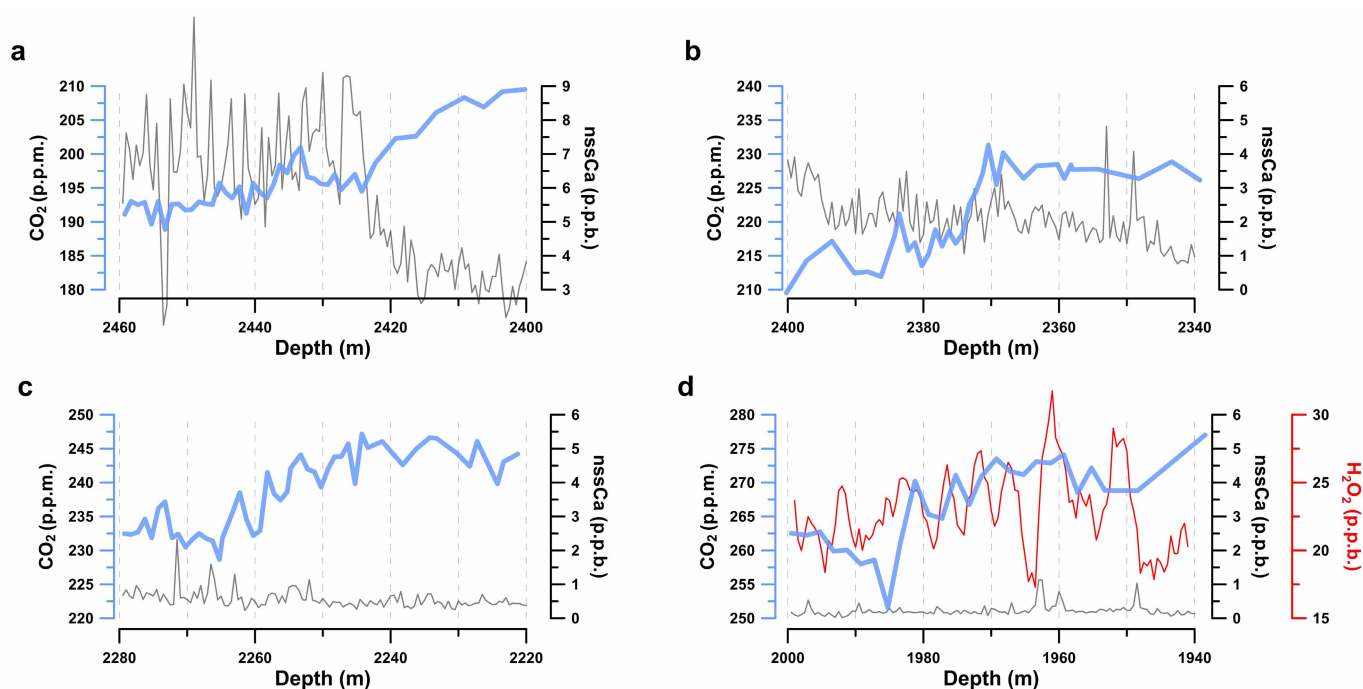 a
CO₂ (p.p.m.)
210
205
200
195
190
185
180
9
8
7
6
5
4
3
nssCa (p.p.b.)
2460 2440 2420 2400
Depth (m)
b
CO₂ (p.p.m.)
240
235
230
225
220
215
210
6
5
4
3
2
1
0
nssCa (p.p.b.)
2400 2380 2360 2340
Depth (m)
c
CO₂ (p.p.m.)
250
245
240
235
230
225
220
6
5
4
3
2
1
0
nssCa (p.p.b.)
2280 2260 2240 2220
Depth (m)
d
CO₂ (p.p.m.)
280
275
270
265
260
255
250
6
5
4
3
2
1
0
nssCa (p.p.b.)
30
25
20
15
H₂O₂ (p.p.b.)
2000 1980 1960 1940
Depth (m)